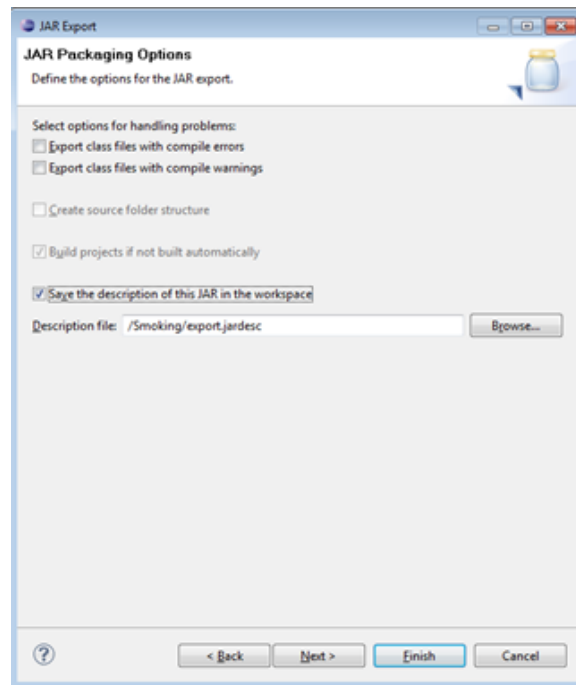 JAR Export
JAR Packaging Options
Define the options for the JAR export.
Select options for handling problems:
Export class files with compile errors
Export class files with compile warnings
Create source folder structure
Build projects if not built automatically
Save the description of this JAR in the workspace
Description file: /Smoking/export.jardesc Browse...
? < Back Next > Finish Cancel